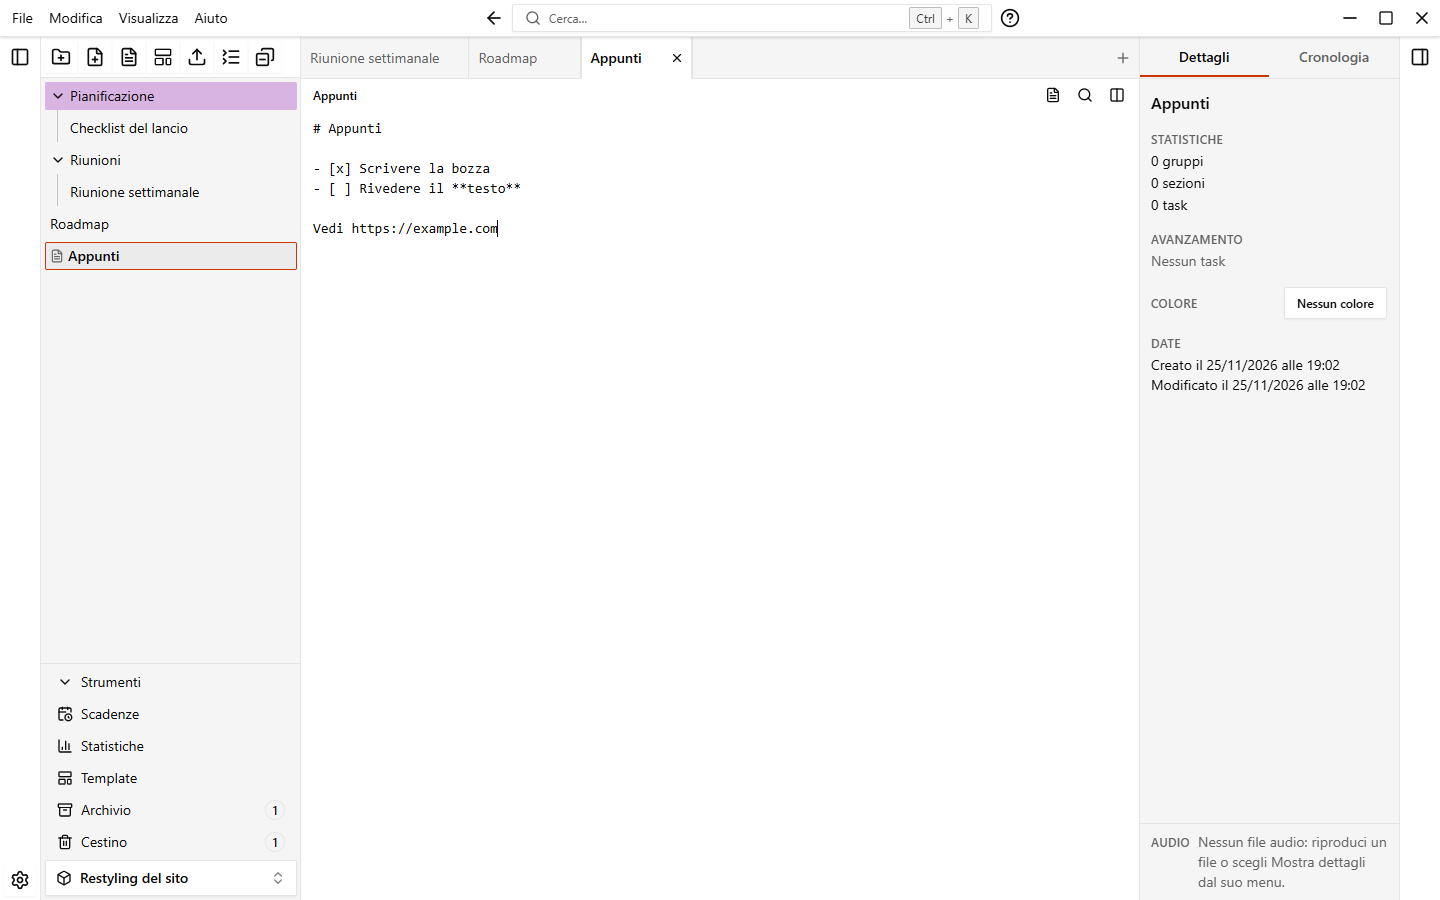 File Modifica Visualizza Aiuto
Cerca... Ctrl + K
Pianificazione
Checklist del lancio
Riunioni
Riunione settimanale
Roadmap
Appunti
Strumenti
Scadenze
Statistiche
Template
Archivio 1
Cestino 1
Restyling del sito
Riunione settimanale Roadmap Appunti
Appunti
# Appunti
- [x] Scrivere la bozza
- [ ] Rivedere il **testo**
Vedi https://example.com
Dettagli Cronologia
Appunti
STATISTICHE
0 gruppi
0 sezioni
0 task
AVANZAMENTO
Nessun task
COLORE Nessun colore
DATE
Creato il 25/11/2026 alle 19:02
Modificato il 25/11/2026 alle 19:02
AUDIO Nessun file audio: riproduci un
file o scegli Mostra dettagli
dal suo menu.